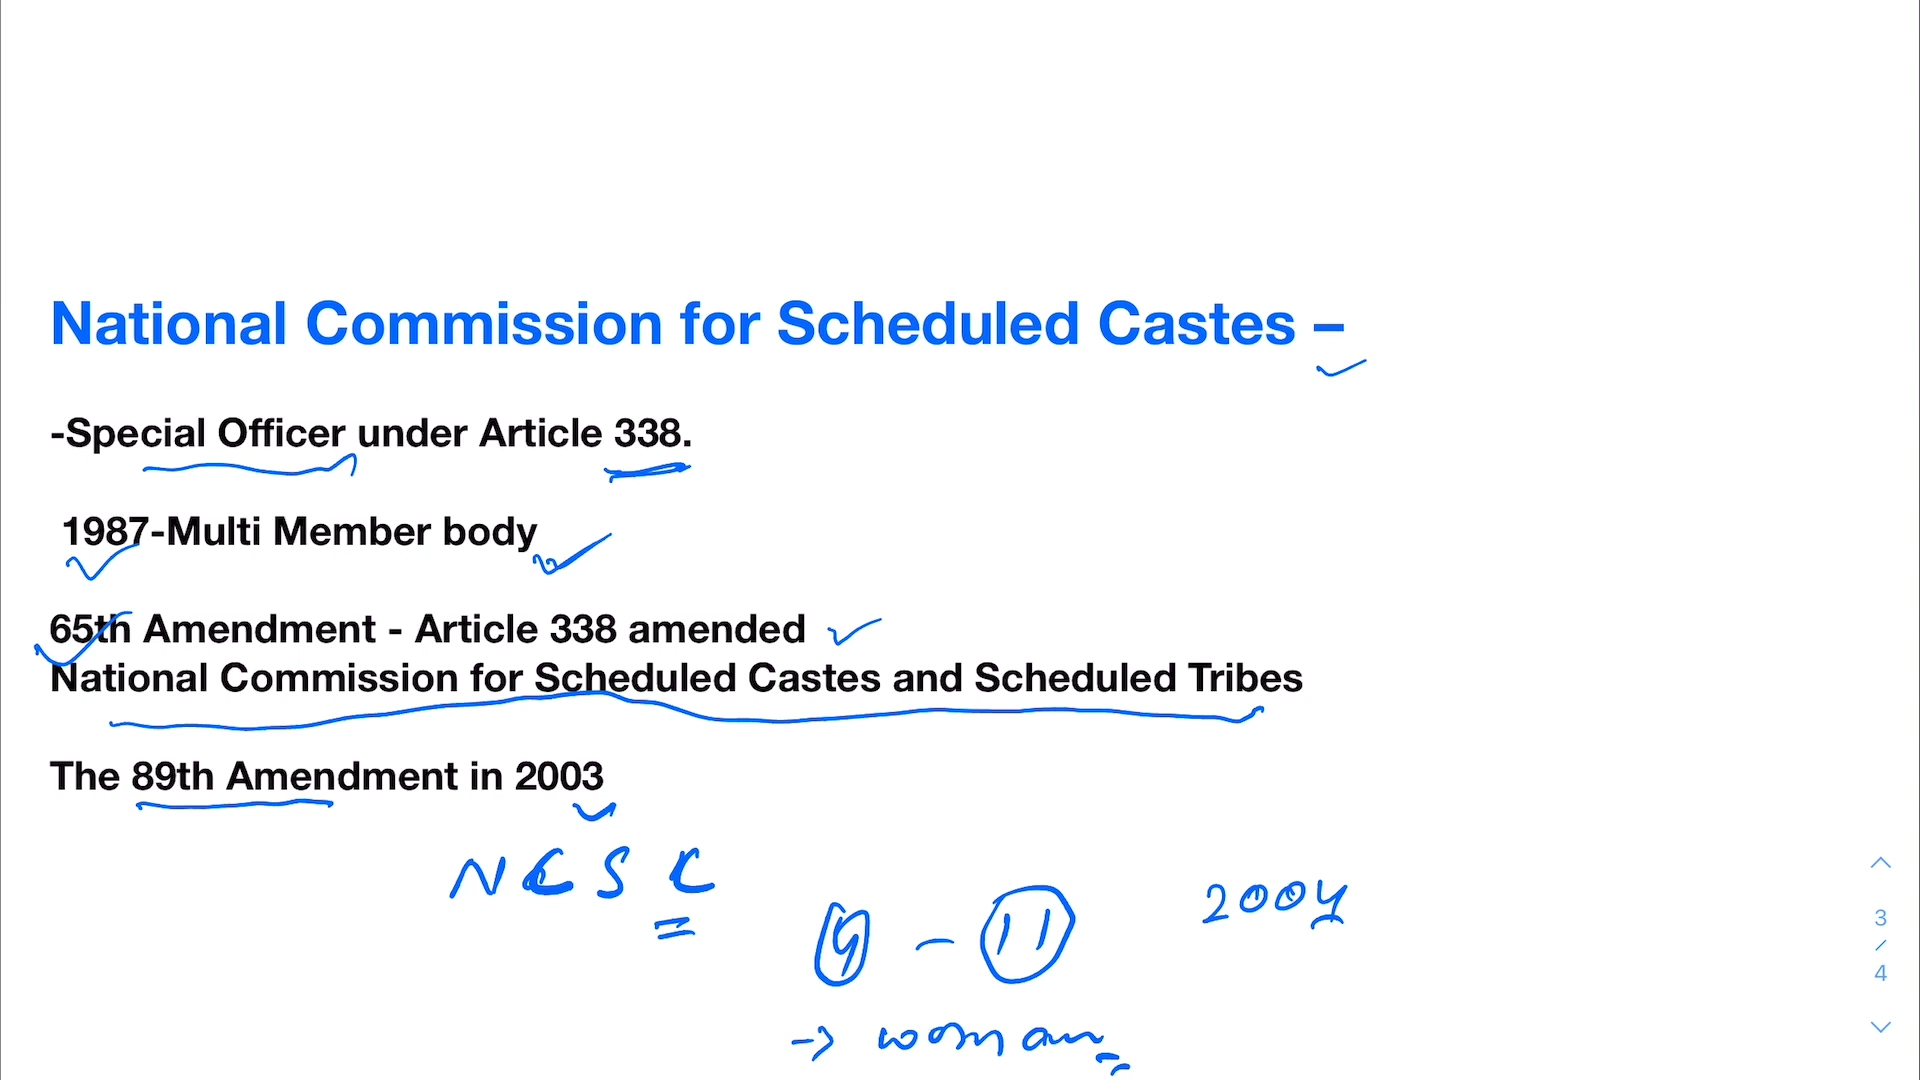 National Commission for Scheduled Castes –
-Special Officer under Article 338.
1987-Multi Member body
65th Amendment - Article 338 amended
National Commission for Scheduled Castes and Scheduled Tribes
The 89th Amendment in 2003
NCSC
2004
- 11
→ woman
3
/
4